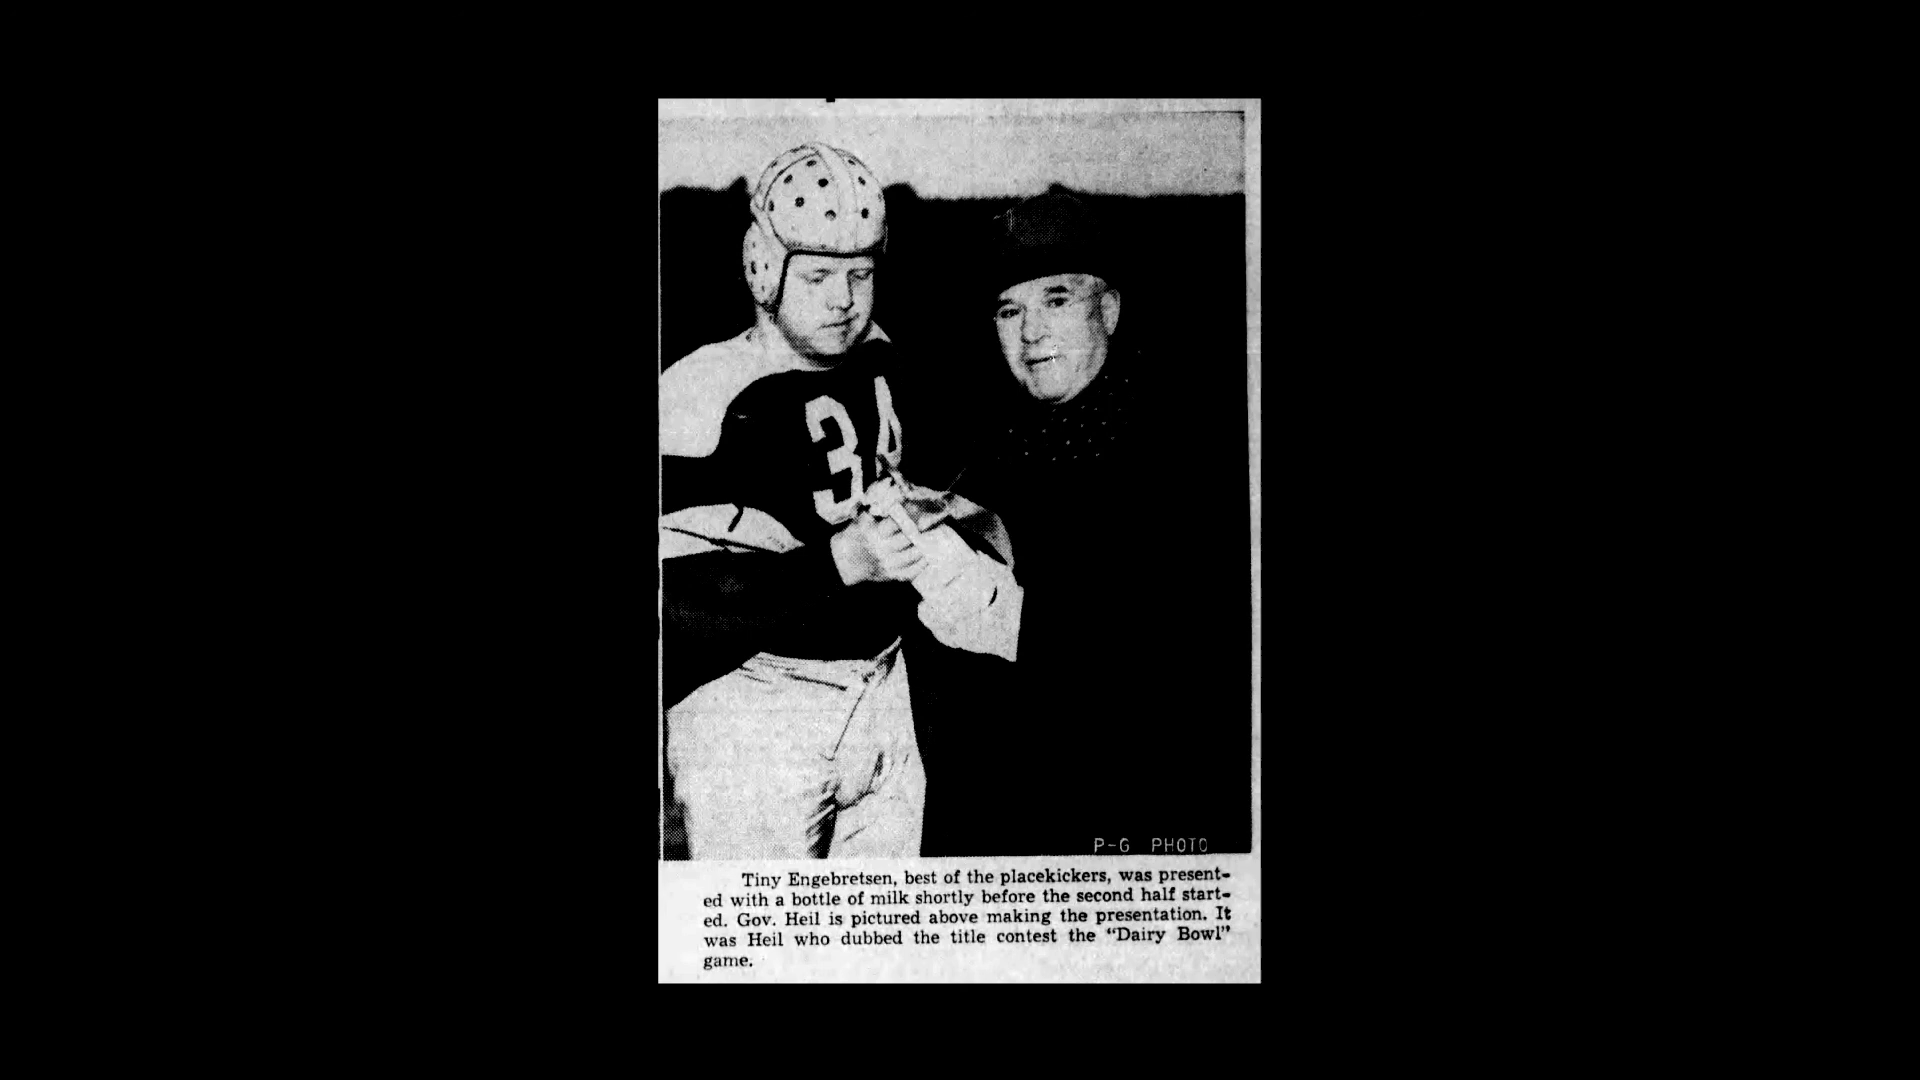 34
P-G PHOTO
Tiny Engebretsen, best of the placekickers, was present-
ed with a bottle of milk shortly before the second half start-
ed. Gov. Heil is pictured above making the presentation. It
was Heil who dubbed the title contest the “Dairy Bowl”
game.